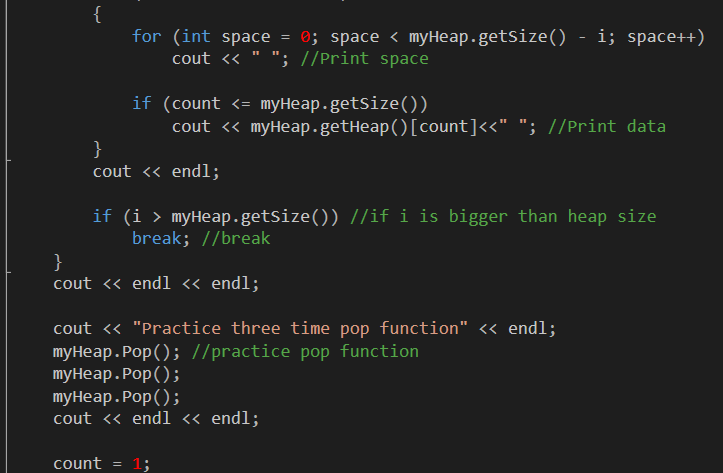 {
for (int space = 0; space < myHeap.getSize() - i; space++)
cout << " "; //Print space
if (count <= myHeap.getSize())
cout << myHeap.getHeap()[count]<<" "; //Print data
}
cout << endl;
if (i > myHeap.getSize()) //if i is bigger than heap size
break; //break
}
cout << endl << endl;
cout << "Practice three time pop function" << endl;
myHeap.Pop(); //practice pop function
myHeap.Pop();
myHeap.Pop();
cout << endl << endl;
count = 1;